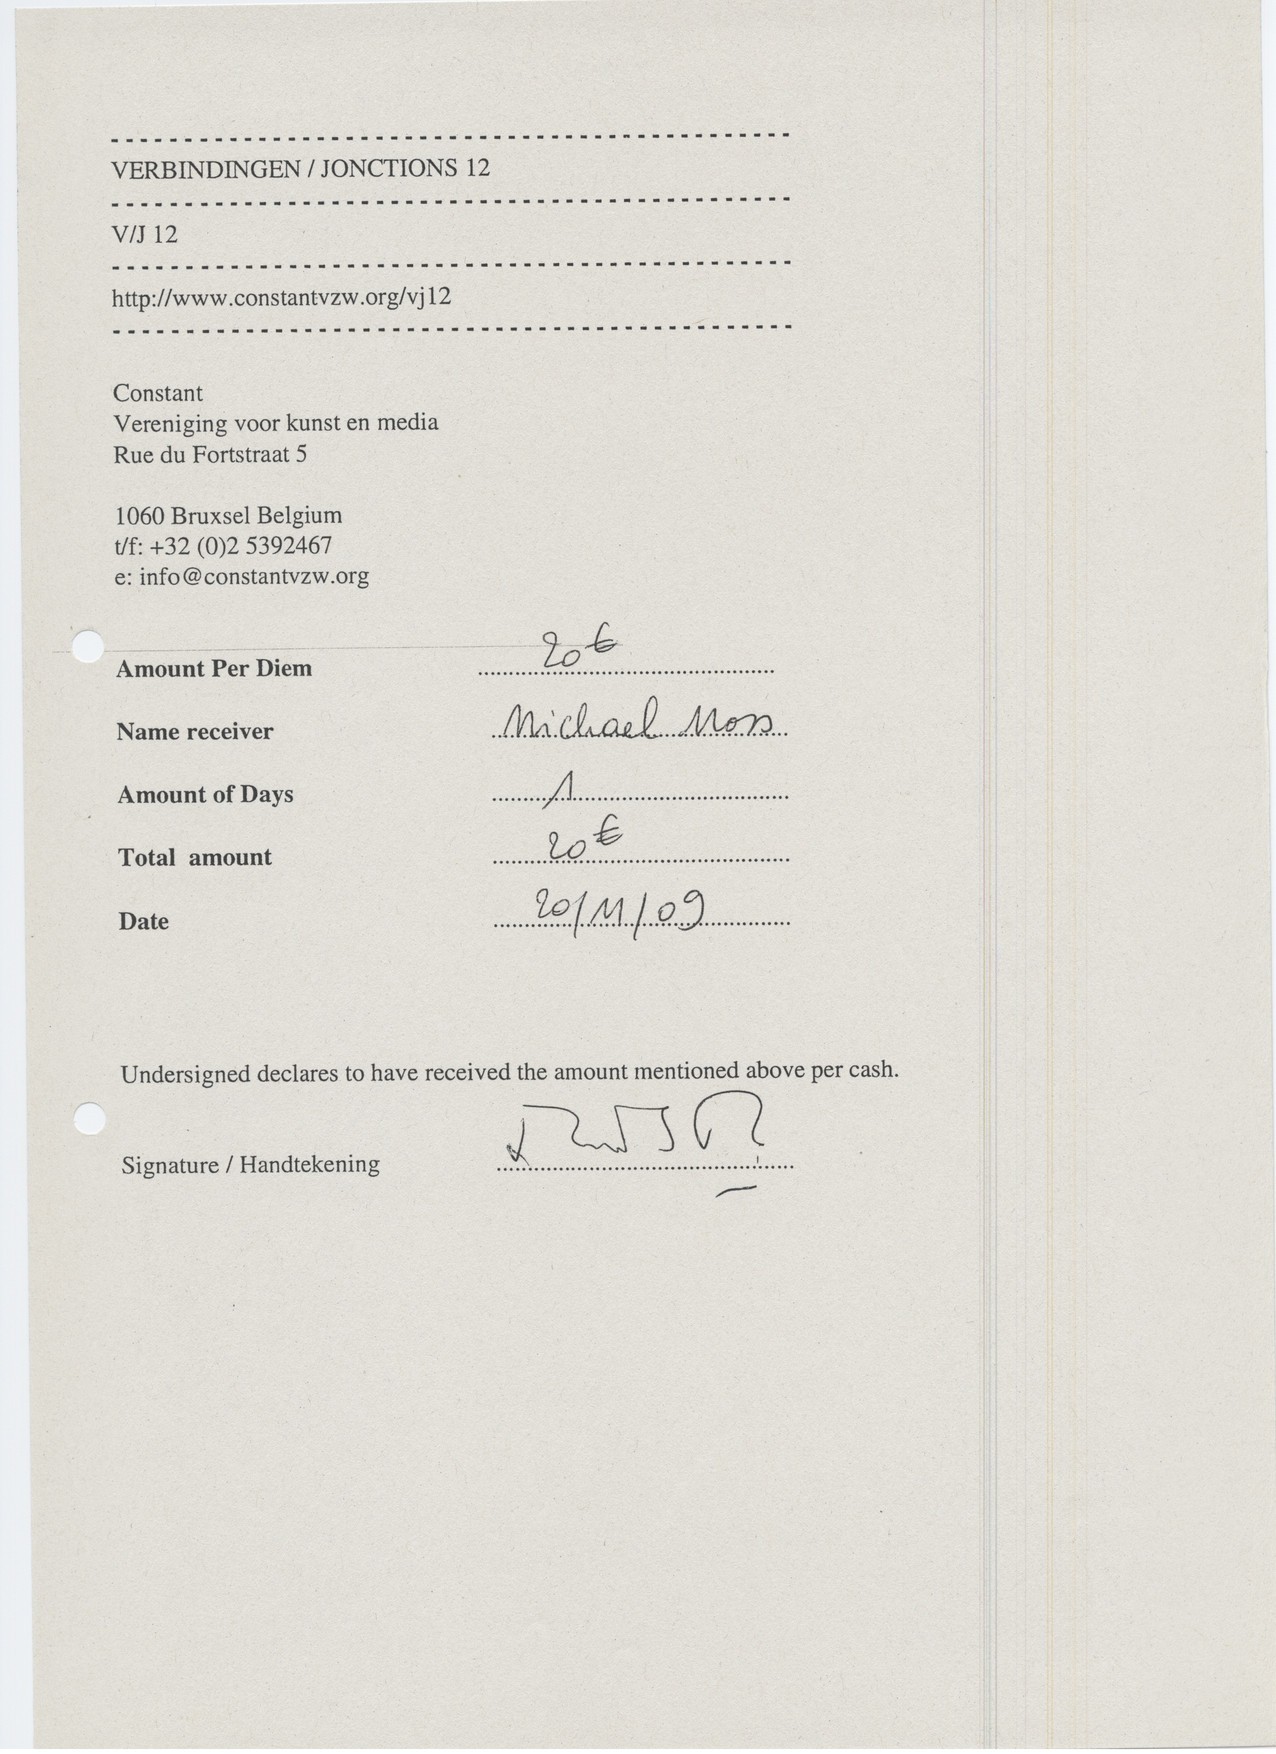 VERBINDINGEN / JONCTIONS 12
V/J 12
http://www.constantvzw.org/vj12
Constant
Vereniging voor kunst en media
Rue du Fortstraat 5
1060 Bruxsel Belgium
t/f: +32 (0)2 5392467
e: info@constantvzw.org
Amount Per Diem 20 €
Name receiver Michael Moss
Amount of Days 1
Total amount 20 €
Date 20/11/09
Undersigned declares to have received the amount mentioned above per cash.
Signature / Handtekening